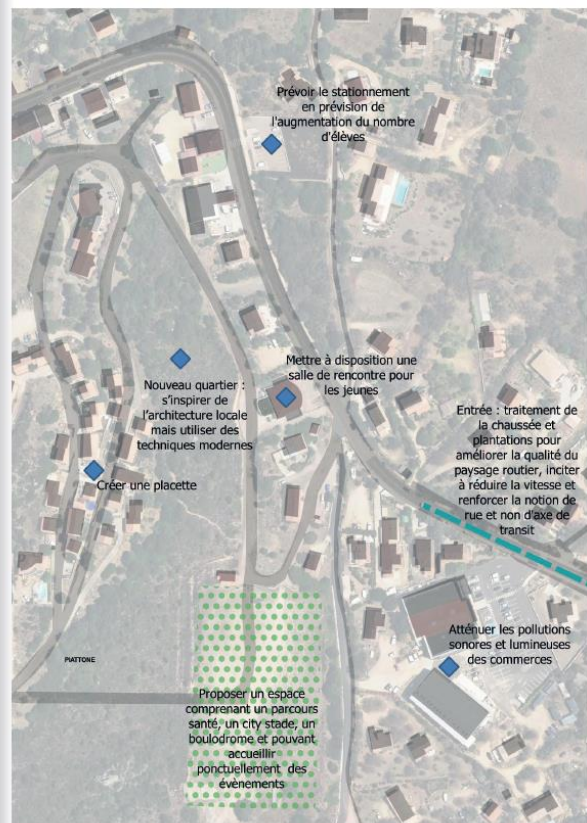 Prévoir le stationnement
en prévision de
l'augmentation du nombre
d'élèves
Mettre à disposition une
salle de rencontre pour
les jeunes
Nouveau quartier :
s'inspirer de
l'architecture locale
mais utiliser des
techniques modernes
Entrée : traitement de
la chaussée et
plantations pour
améliorer la qualité du
paysage routier, inciter
à réduire la vitesse et
renforcer la notion de
rue et non d'axe de
transit
Créer une placette
Atténuer les pollutions
sonores et lumineuses
des commerces
PIATTONE
Proposer un espace
comprenant un parcours
santé, un city stade, un
boulodrome et pouvant
accueillir
ponctuellement des
évènements